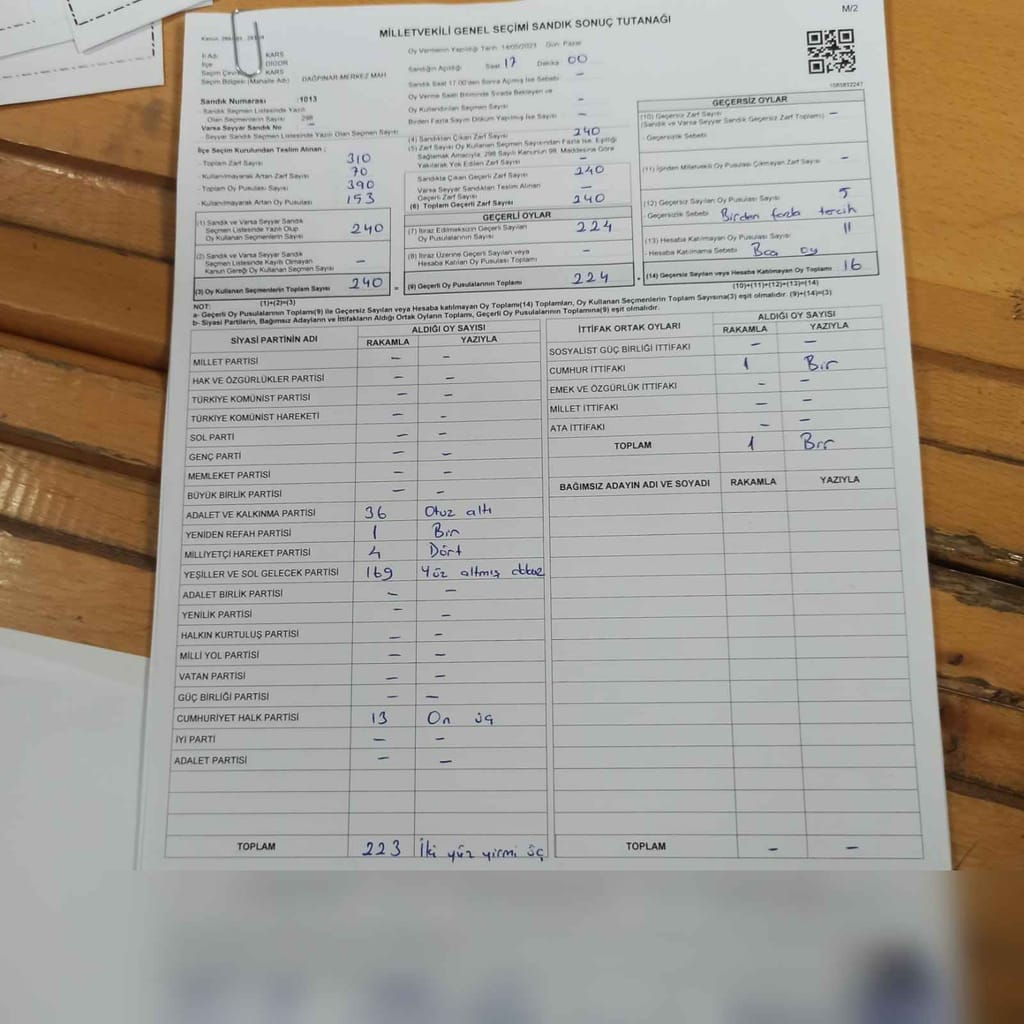 M/2
MİLLETVEKİLİ GENEL SEÇİMİ SANDIK SONUÇ TUTANAĞI
İl Adı KARS
İlçe DİGOR
Seçim Çevresi KARS
Seçim Bölgesi (Mahalle Adı) DAĞPINAR-MERKEZ MAH
Oy Vermenin Yapıldığı Tarih: 14/05/2023 Gün: Pazar
Sandığın Açıldığı Saat 17 Dakika 00
Sandık Saat 17:00'den Sonra Açılmış İse Sebebi –
Oy Verme Saati Bitiminde Sırada Bekleyen ve
Oy Kullandırılan Seçmen Sayısı –
Birden Fazla Sayım Döküm Yapılmış İse Sayısı –
Sandık Numarası :1013
Sandık Seçmen Listesinde Yazılı
Olan Seçmenlerin Sayısı 298
Varsa Seyyar Sandık No –
Seyyar Sandık Seçmen Listesinde Yazılı Olan Seçmen Sayısı
İlçe Seçim Kurulundan Teslim Alınan ;
- Toplam Zarf Sayısı 310
- Kullanılmayarak Artan Zarf Sayısı 70
- Toplam Oy Pusulası Sayısı 390
- Kullanılmayarak Artan Oy Pusulası 153
(1) Sandık ve Varsa Seyyar Sandık
Seçmen Listesinde Yazılı Olup
Oy Kullanan Seçmenlerin Sayısı 240
(2) Sandık ve Varsa Seyyar Sandık
Seçmen Listesinde Kayıtlı Olmayan
Kanun Gereği Oy Kullanan Seçmen Sayısı –
(3) Oy Kullanan Seçmenlerin Toplam Sayısı 240
(1)+(2)=(3)
(4) Sandıktan Çıkan Zarf Sayısı 240
(5) Zarf Sayısı Oy Kullanan Seçmen Sayısından Fazla İse, Eşitliği
Sağlamak Amacıyla, 298 Sayılı Kanunun 98. Maddesine Göre
Yakılarak Yok Edilen Zarf Sayısı –
Sandıkta Çıkan Geçerli Zarf Sayısı 240
Varsa Seyyar Sandıktan Teslim Alınan
Geçerli Zarf Sayısı –
(6) Toplam Geçerli Zarf Sayısı 240
GEÇERLİ OYLAR
(7) İtiraz Edilmeksizin Geçerli Sayılan
Oy Pusulalarının Sayısı 224
(8) İtiraz Üzerine Geçerli Sayılan veya
Hesaba Katılan Oy Pusulası Toplamı –
(9) Geçerli Oy Pusulalarının Toplamı 224
GEÇERSİZ OYLAR
(10) Geçersiz Zarf Sayısı –
(Sandık ve Varsa Seyyar Sandık Geçersiz Zarf Toplamı)
- Geçersizlik Sebebi
(11) İçinden Milletvekili Oy Pusulası Çıkmayan Zarf Sayısı –
(12) Geçersiz Sayılan Oy Pusulası Sayısı 5
- Geçersizlik Sebebi Birden fazla tercih
(13) Hesaba Katılmayan Oy Pusulası Sayısı 11
- Hesaba Katılmama Sebebi Boş oy
(14) Geçersiz Sayılan veya Hesaba Katılmayan Oy Toplamı 16
(10)+(11)+(12)+(13)=(14)
NOT:
a- Geçerli Oy Pusulalarının Toplamı(9) ile Geçersiz Sayılan veya Hesaba katılmayan Oy Toplamı(14) Toplamları, Oy Kullanan Seçmenlerin Toplam Sayısına(3) eşit olmalıdır. (9)+(14)=(3)
b- Siyasi Partilerin, Bağımsız Adayların ve İttifakların Aldığı Ortak Oyların Toplamı, Geçerli Oy Pusulalarının Toplamına(9) eşit olmalıdır.
SİYASİ PARTİNİN ADI ALDIĞI OY SAYISI
RAKAMLA YAZIYLA
MİLLET PARTİSİ – –
HAK VE ÖZGÜRLÜKLER PARTİSİ – –
TÜRKİYE KOMÜNİST PARTİSİ – –
TÜRKİYE KOMÜNİST HAREKETİ – –
SOL PARTİ – –
GENÇ PARTİ – –
MEMLEKET PARTİSİ – –
BÜYÜK BİRLİK PARTİSİ – –
ADALET VE KALKINMA PARTİSİ 36 Otuz altı
YENİDEN REFAH PARTİSİ 1 Bir
MİLLİYETÇİ HAREKET PARTİSİ 4 Dört
YEŞİLLER VE SOL GELECEK PARTİSİ 169 Yüz altmış
ADALET BİRLİK PARTİSİ – –
YENİLİK PARTİSİ – –
HALKIN KURTULUŞ PARTİSİ – –
MİLLİ YOL PARTİSİ – –
VATAN PARTİSİ – –
GÜÇ BİRLİĞİ PARTİSİ – –
CUMHURİYET HALK PARTİSİ 13 On üç
İYİ PARTİ – –
ADALET PARTİSİ – –
TOPLAM 223 İki yüz yirmi üç
İTTİFAK ORTAK OYLARI ALDIĞI OY SAYISI
RAKAMLA YAZIYLA
SOSYALİST GÜÇ BİRLİĞİ İTTİFAKI – –
CUMHUR İTTİFAKI 1 Bir
EMEK VE ÖZGÜRLÜK İTTİFAKI – –
MİLLET İTTİFAKI – –
ATA İTTİFAKI – –
TOPLAM 1 Bir
BAĞIMSIZ ADAYIN ADI VE SOYADI RAKAMLA YAZIYLA
TOPLAM – –